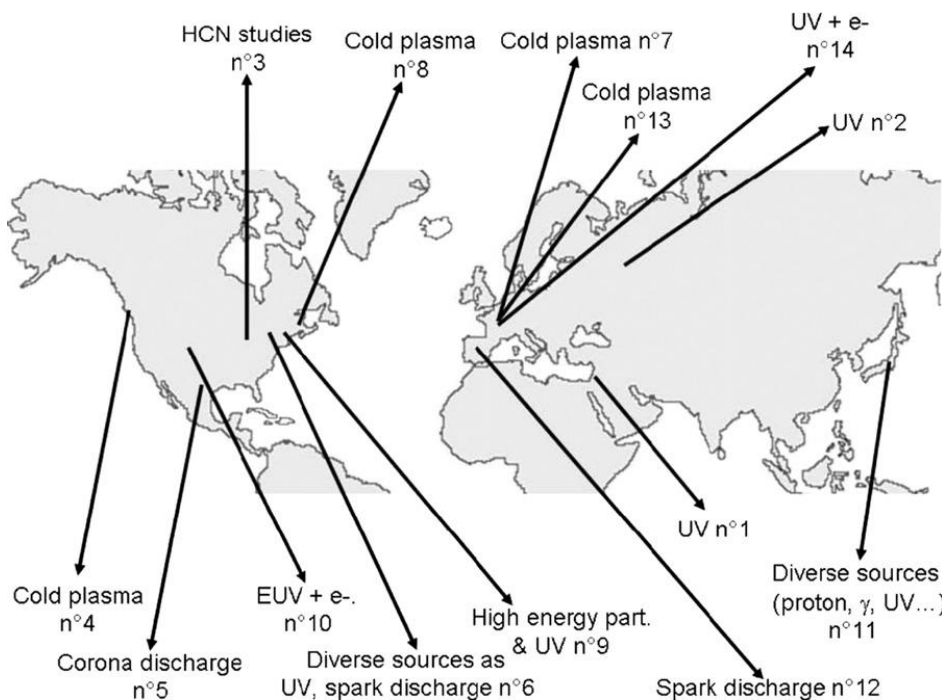 HCN studies
n°3
Cold plasma
n°8
Cold plasma n°7
UV + e-
n°14
Cold plasma
n°13
UV n°2
UV n°1
Cold plasma
n°4
Corona discharge
n°5
EUV + e-.
n°10
Diverse sources as
UV, spark discharge n°6
High energy part.
& UV n°9
Spark discharge n°12
Diverse sources
(proton, γ, UV…)
n°11